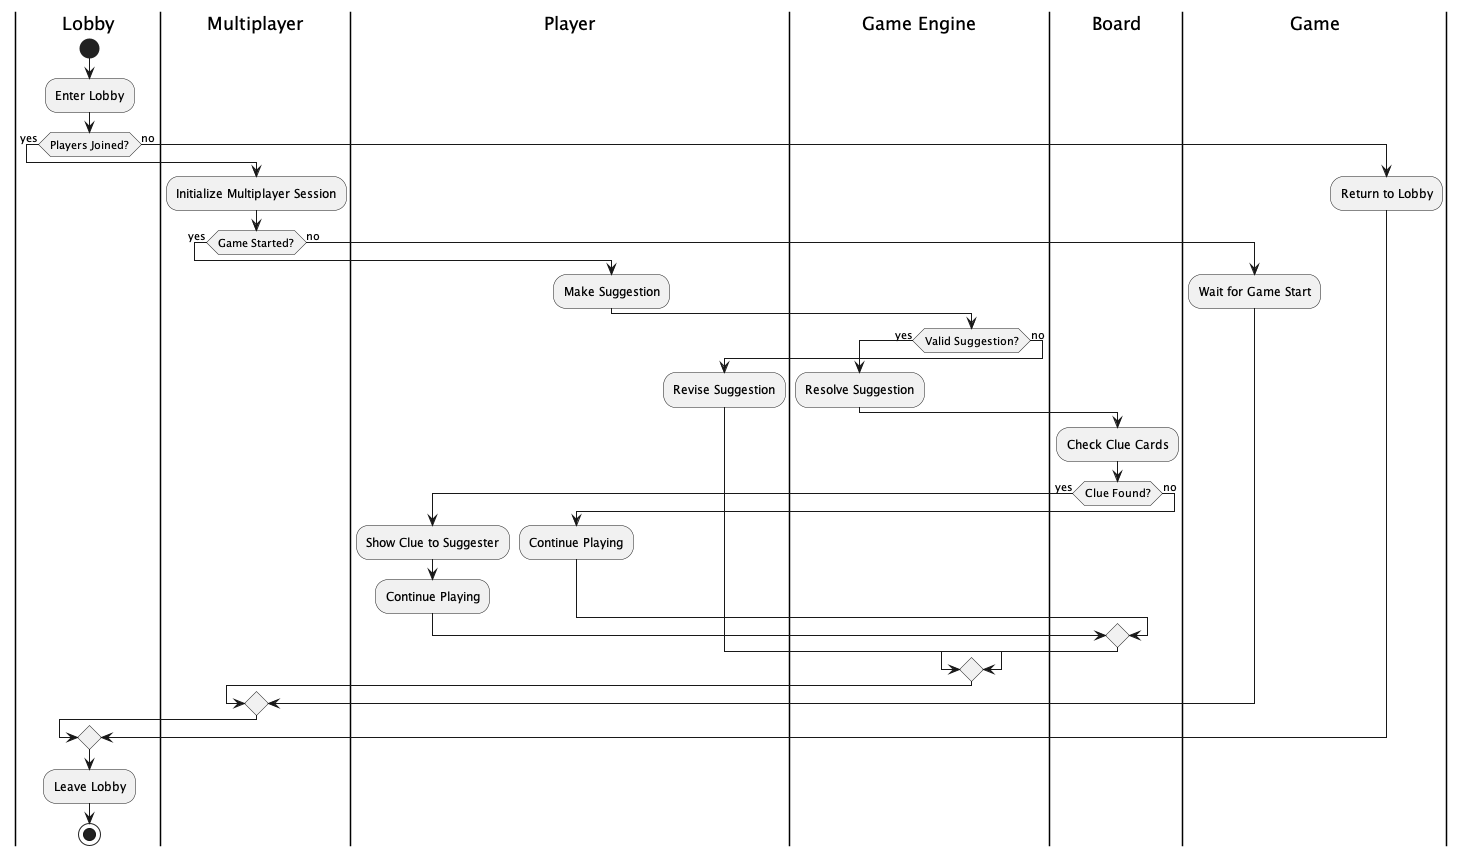 Lobby
Multiplayer
Player
Game Engine
Board
Game
Enter Lobby
yes
Players Joined?
no
Initialize Multiplayer Session
Return to Lobby
yes
Game Started?
no
Make Suggestion
Wait for Game Start
yes
Valid Suggestion?
no
Revise Suggestion
Resolve Suggestion
Check Clue Cards
yes
Clue Found?
no
Show Clue to Suggester
Continue Playing
Continue Playing
Leave Lobby